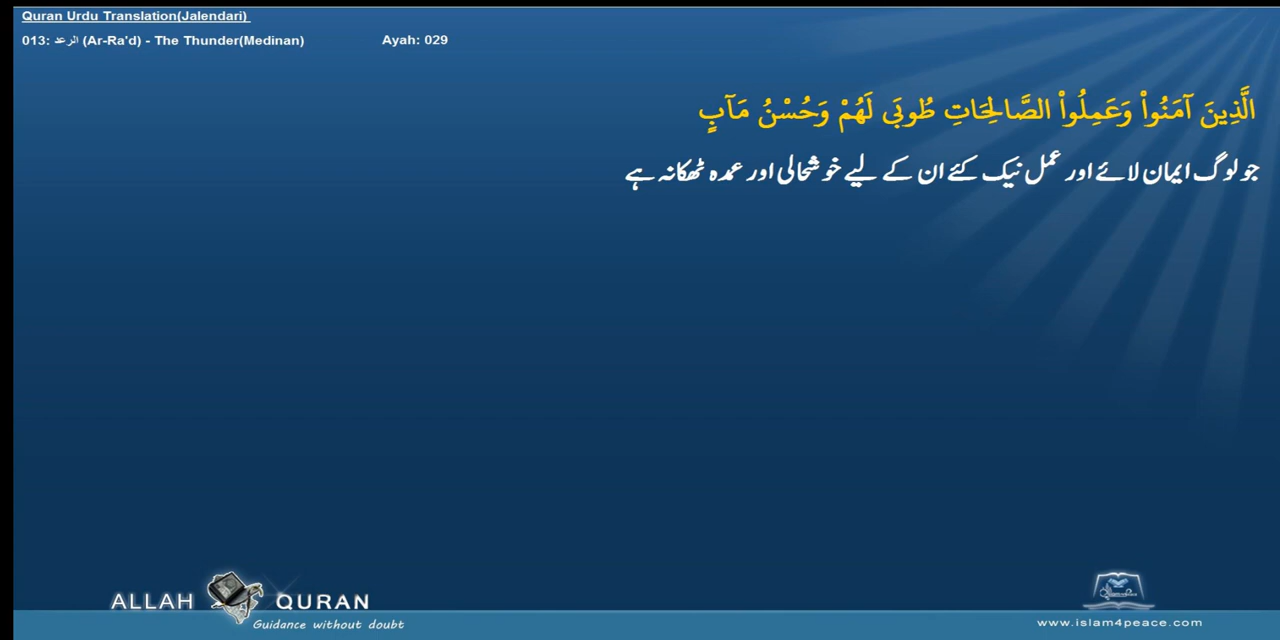 Quran Urdu Translation(Jalendari)
013: الرعد (Ar-Ra'd) - The Thunder(Medinan) Ayah: 029
الَّذِينَ آمَنُواْ وَعَمِلُواْ الصَّالِحَاتِ طُوبَى لَهُمْ وَحُسْنُ مَآبٍ
جو لوگ ایمان لائے اور عمل نیک کئے ان کے لیے خوشحالی اور عمدہ ٹھکانہ ہے
ALLAH QURAN
Guidance without doubt
www.islam4peace.com